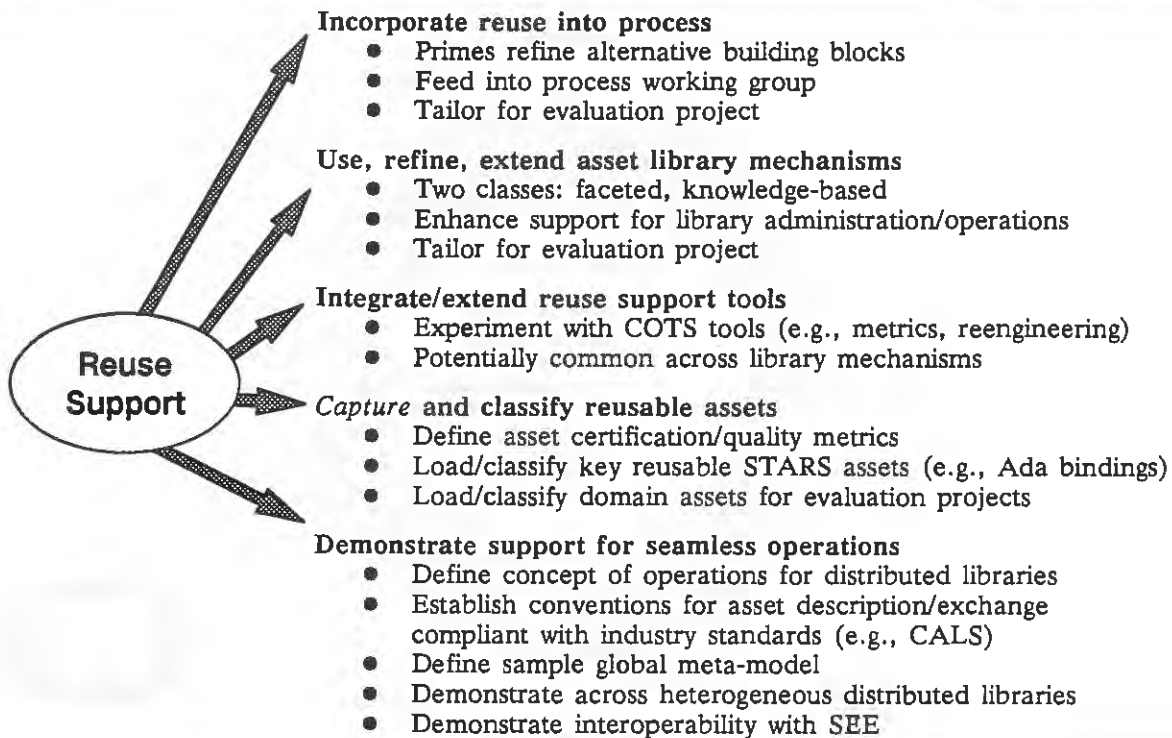 Incorporate reuse into process
● Primes refine alternative building blocks
● Feed into process working group
● Tailor for evaluation project
Use, refine, extend asset library mechanisms
● Two classes: faceted, knowledge-based
● Enhance support for library administration/operations
● Tailor for evaluation project
Integrate/extend reuse support tools
● Experiment with COTS tools (e.g., metrics, reengineering)
● Potentially common across library mechanisms
Reuse
Support
Capture and classify reusable assets
● Define asset certification/quality metrics
● Load/classify key reusable STARS assets (e.g., Ada bindings)
● Load/classify domain assets for evaluation projects
Demonstrate support for seamless operations
● Define concept of operations for distributed libraries
● Establish conventions for asset description/exchange
compliant with industry standards (e.g., CALS)
● Define sample global meta-model
● Demonstrate across heterogeneous distributed libraries
● Demonstrate interoperability with SEE